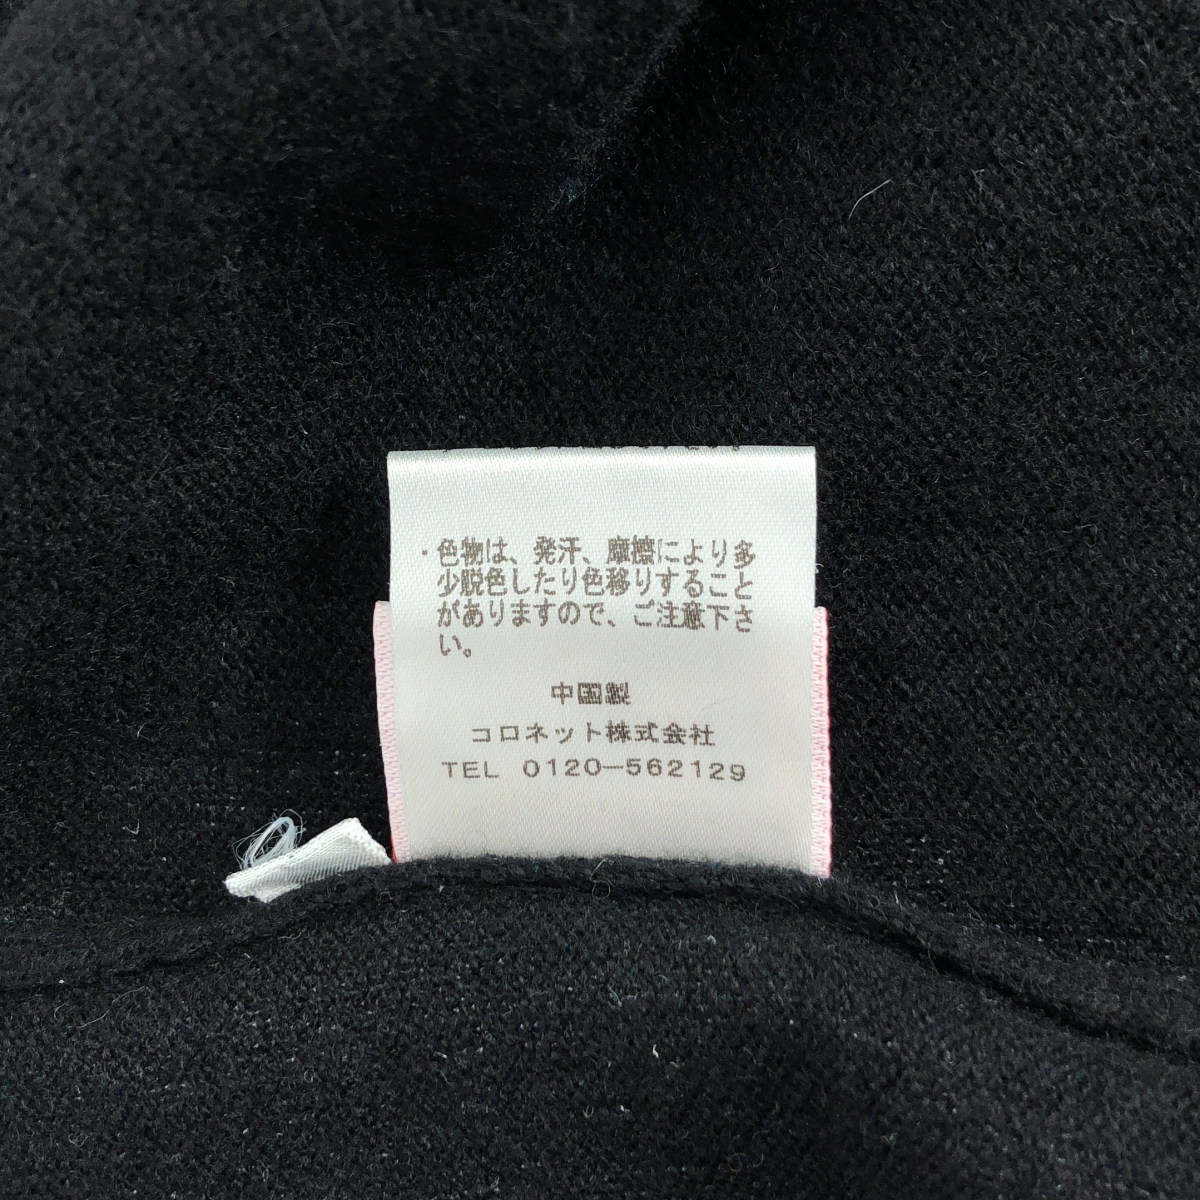 ・色物は、発汗、摩擦により多
少脱色したり色移りすること
がありますので、ご注意下さ
い。
中国製
コロネット株式会社
TEL 0120-562129